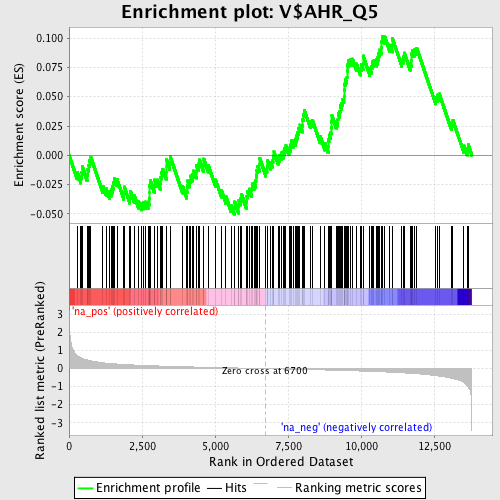 Enrichment plot: V$AHR_Q5
Enrichment score (ES)
0.100
0.075
0.050
0.025
0.000
-0.025
-0.050
'na_pos' (positively correlated)
Ranked list metric (PreRanked)
3
2
1
0
-1
-2
-3
Zero cross at 6700
'na_neg' (negatively correlated)
0
2,500
5,000
7,500
10,000
12,500
Rank in Ordered Dataset
Enrichment profile
Hits
Ranking metric scores